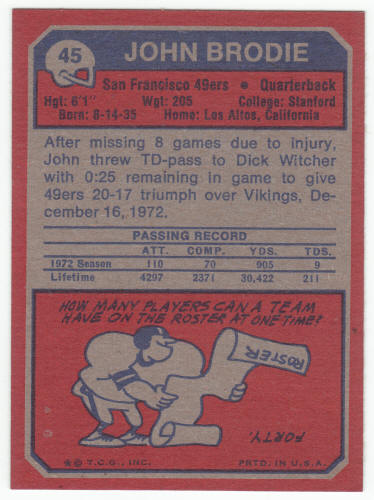 45
JOHN BRODIE
San Francisco 49ers • Quarterback
Hgt: 6'1" Wgt: 205 College: Stanford
Born: 8-14-35 Home: Los Altos, California
After missing 8 games due to injury,
John threw TD-pass to Dick Witcher
with 0:25 remaining in game to give
49ers 20-17 triumph over Vikings, De-
cember 16, 1972.
PASSING RECORD
ATT. COMP. YDS. TDS.
1972 Season 110 70 905 9
Lifetime 4297 2371 30,422 211
HOW MANY PLAYERS CAN A TEAM
HAVE ON THE ROSTER AT ONE TIME?
ROSTER
FORTY.
* © T.C.G., INC. PRTD. IN U.S.A.